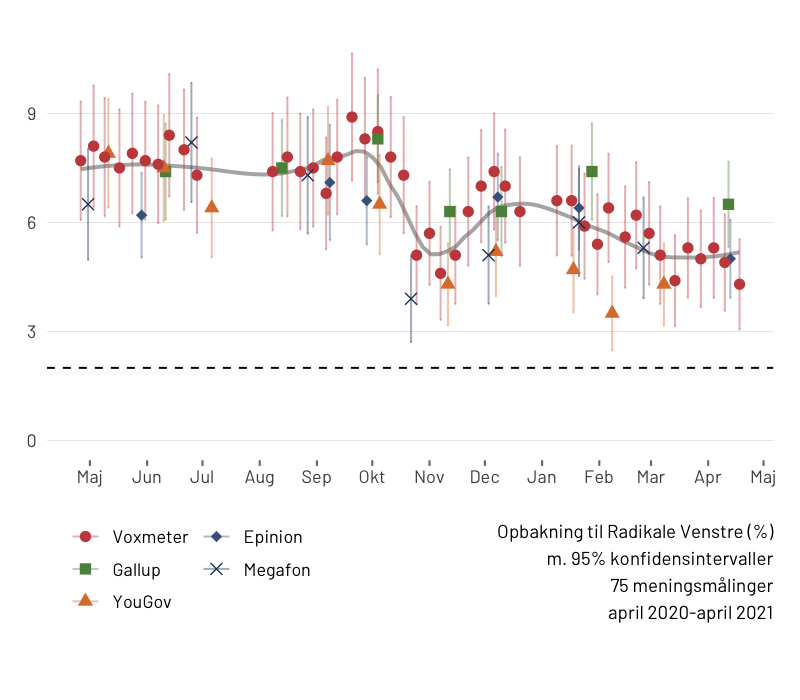 9
6
3
0
Maj Jun Jul Aug Sep Okt Nov Dec Jan Feb Mar Apr Maj
Voxmeter Epinion
Gallup Megafon
YouGov
Opbakning til Radikale Venstre (%)
m. 95% konfidensintervaller
75 meningsmålinger
april 2020-april 2021